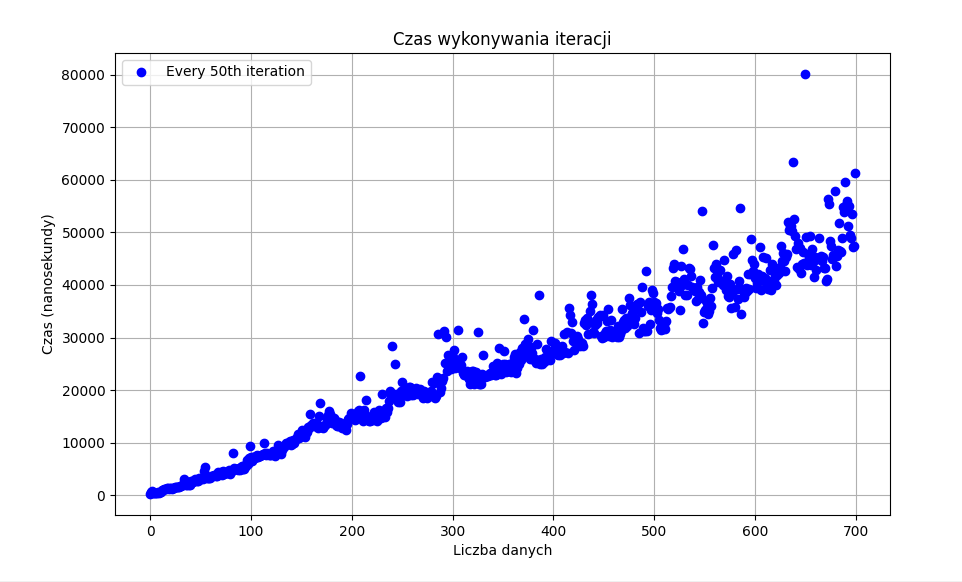 Czas wykonywania iteracji
Every 50th iteration
Czas (nanosekundy)
80000
70000
60000
50000
40000
30000
20000
10000
0
0 100 200 300 400 500 600 700
Liczba danych